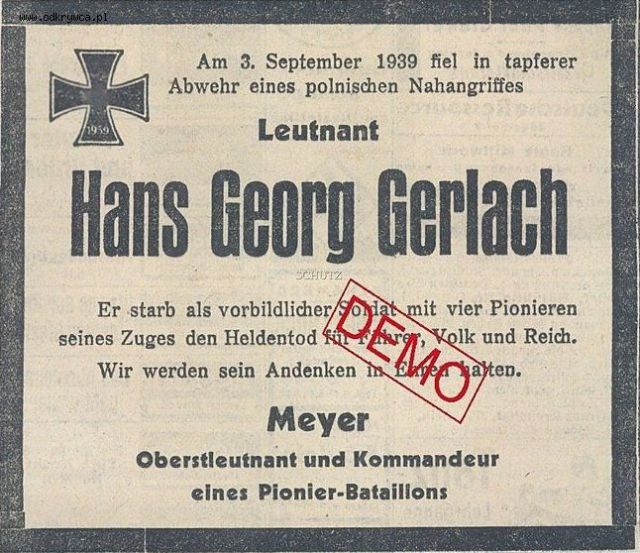 www.odkrywca.pl
Am 3. September 1939 fiel in tapferer
Abwehr eines polnischen Nahangriffes
1939
Leutnant
Hans Georg Gerlach
SCHUTZ
Er starb als vorbildlicher Soldat mit vier Pionieren
seines Zuges den Heldentod für Führer, Volk und Reich.
Wir werden sein Andenken in Ehren halten.
DEMO
Meyer
Oberstleutnant und Kommandeur
eines Pionier-Bataillons